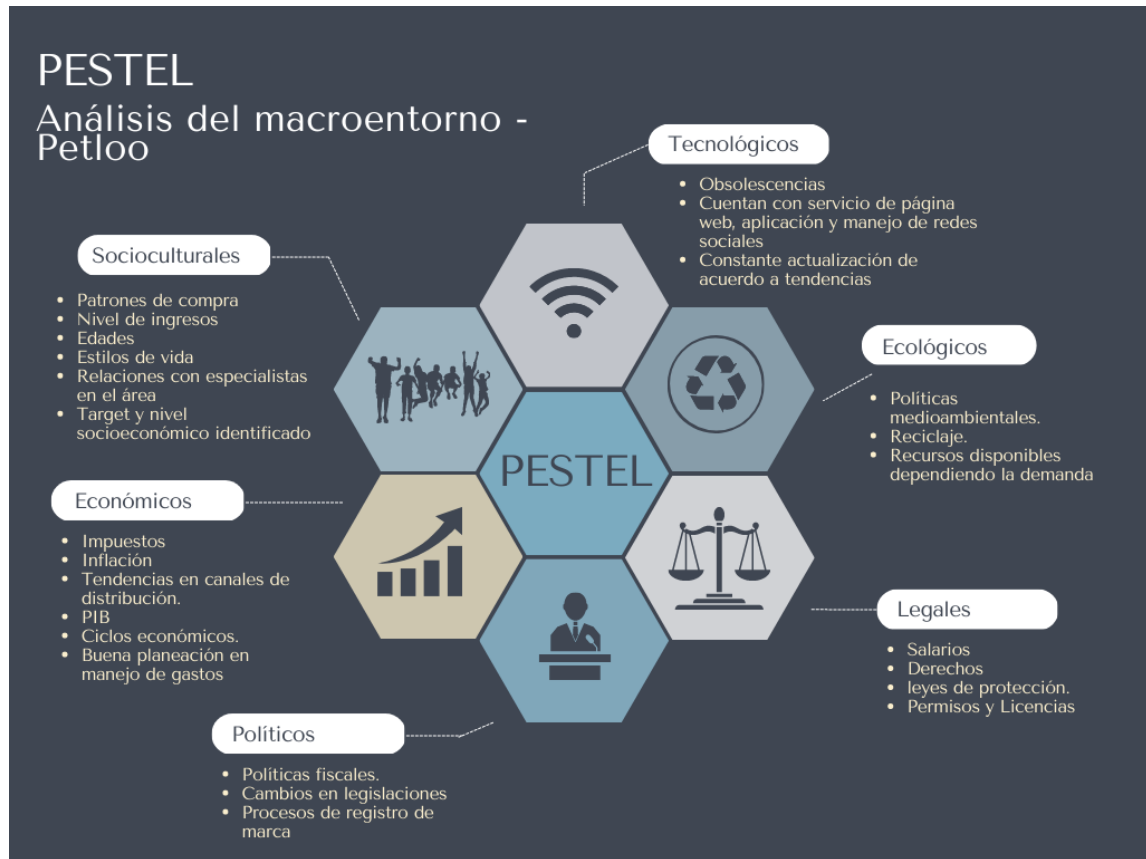 PESTEL
Análisis del macroentorno -
Petloo
Tecnológicos
• Obsolescencias
• Cuentan con servicio de página
web, aplicación y manejo de redes
sociales
• Constante actualización de
acuerdo a tendencias
Socioculturales
• Patrones de compra
• Nivel de ingresos
• Edades
• Estilos de vida
• Relaciones con especialistas
en el área
• Target y nivel
socioeconómico identificado
Ecológicos
• Políticas
medioambientales.
• Reciclaje.
• Recursos disponibles
dependiendo la demanda
PESTEL
Económicos
• Impuestos
• Inflación
• Tendencias en canales de
distribución.
• PIB
• Ciclos económicos.
• Buena planeación en
manejo de gastos
Legales
• Salarios
• Derechos
• leyes de protección.
• Permisos y Licencias
Políticos
• Políticas fiscales.
• Cambios en legislaciones
• Procesos de registro de
marca